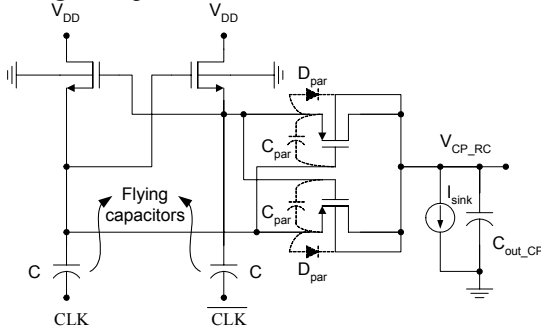 V_DD
V_DD
D_par
C_par
V_CP_RC
Flying
capacitors
I_sink
C_par
C
C
D_par
C_out_CP
CLK
CLK